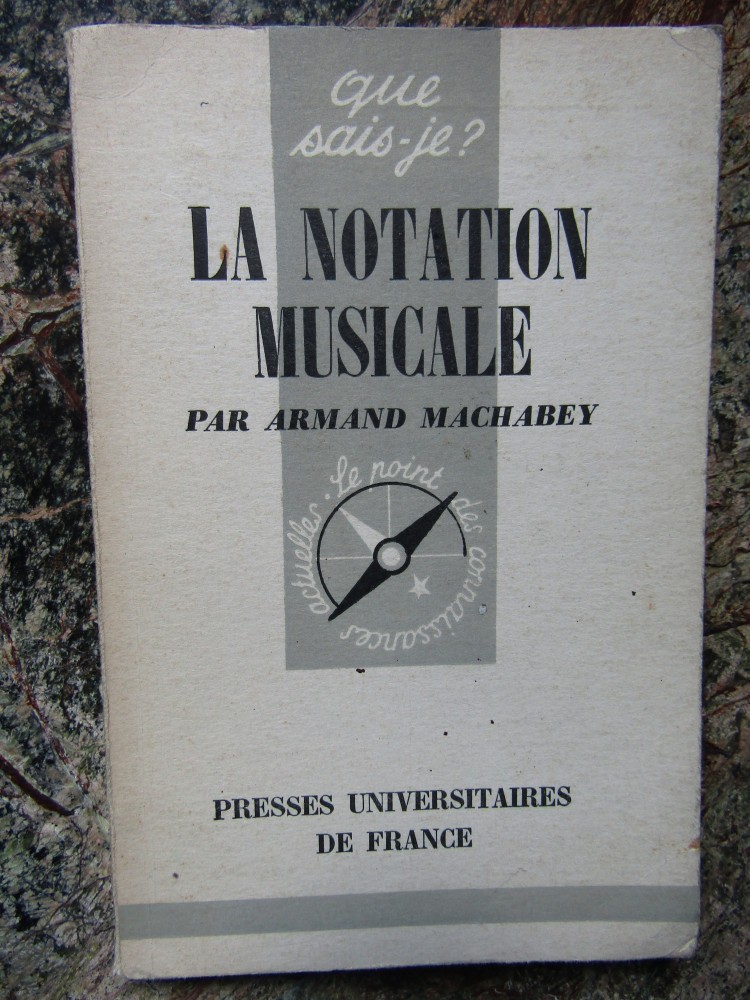 que
sais-je?
LA NOTATION
MUSICALE
PAR ARMAND MACHABEY
Le point des connaissances actuelles.
PRESSES UNIVERSITAIRES
DE FRANCE